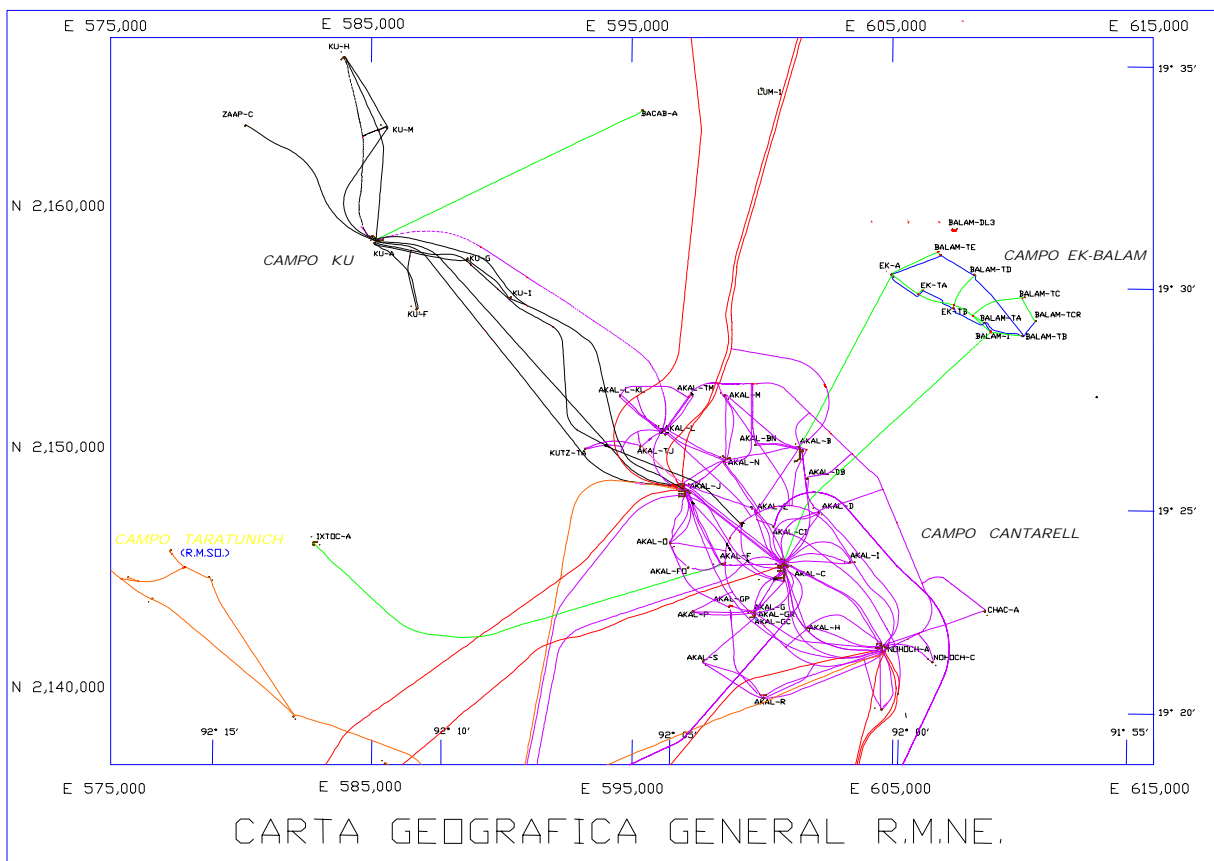 E 575,000
E 585,000
E 595,000
E 605,000
E 615,000
KU-H
19° 35'
LUM-1
ZAAP-C
BACAB-A
KU-M
N 2,160,000
BALAM-DL3
KU-A
CAMPO KU
KU-G
BALAM-TE
CAMPO EK-BALAM
EK-A
BALAM-TD
19° 30'
EK-TA
KU-I
BALAM-TC
KU-F
EK-TB
BALAM-TA
BALAM-TCR
BALAM-1
BALAM-TB
AKAL-L-KL
AKAL-TM
AKAL-M
N 2,150,000
AKAL-L
AKAL-BN
AKAL-B
KUTZ-TA
AKAL-TJ
AKAL-N
AKAL-DB
AKAL-J
AKAL-E
AKAL-D
19° 25'
CAMPO TARATUNICH
(R.M.SO.)
IXTOC-A
AKAL-CI
CAMPO CANTARELL
AKAL-O
AKAL-F
AKAL-I
AKAL-FO
AKAL-C
AKAL-GP
AKAL-G
AKAL-P
AKAL-GR
AKAL-GC
CHAC-A
AKAL-H
NOHOCH-A
AKAL-S
NOHOCH-C
N 2,140,000
AKAL-R
19° 20'
92° 15'
92° 10'
92° 05'
92° 00'
91° 55'
E 575,000
E 585,000
E 595,000
E 605,000
E 615,000
CARTA GEOGRAFICA GENERAL R.M.NE.